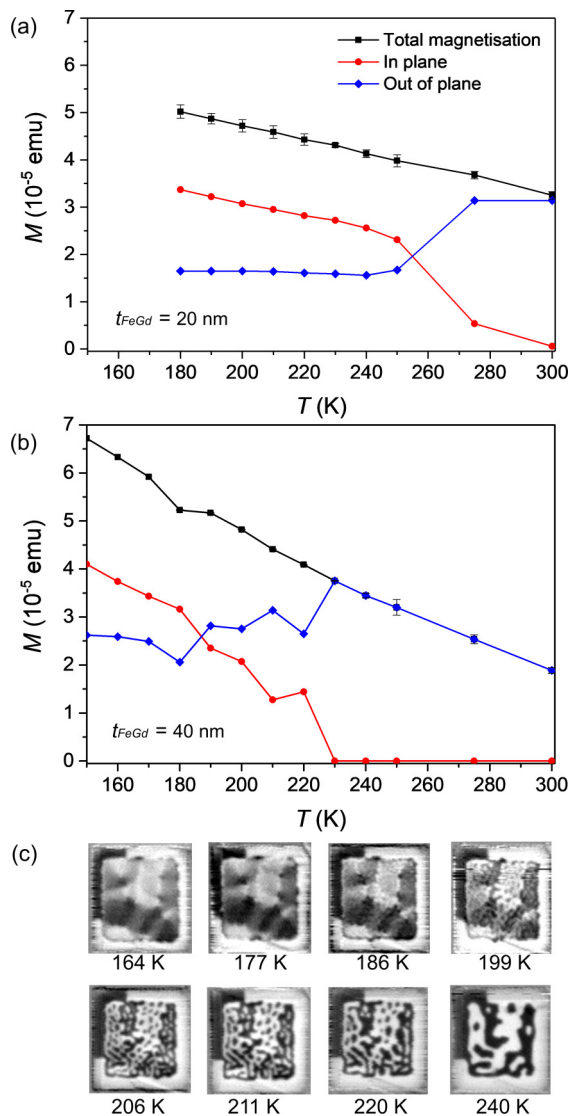 (a)
7
6
5
4
3
2
1
0
M (10⁻⁵ emu)
Total magnetisation
In plane
Out of plane
t_FeGd = 20 nm
160 180 200 220 240 260 280 300
T (K)
(b)
7
6
5
4
3
2
1
0
M (10⁻⁵ emu)
t_FeGd = 40 nm
160 180 200 220 240 260 280 300
T (K)
(c)
164 K 177 K 186 K 199 K
206 K 211 K 220 K 240 K